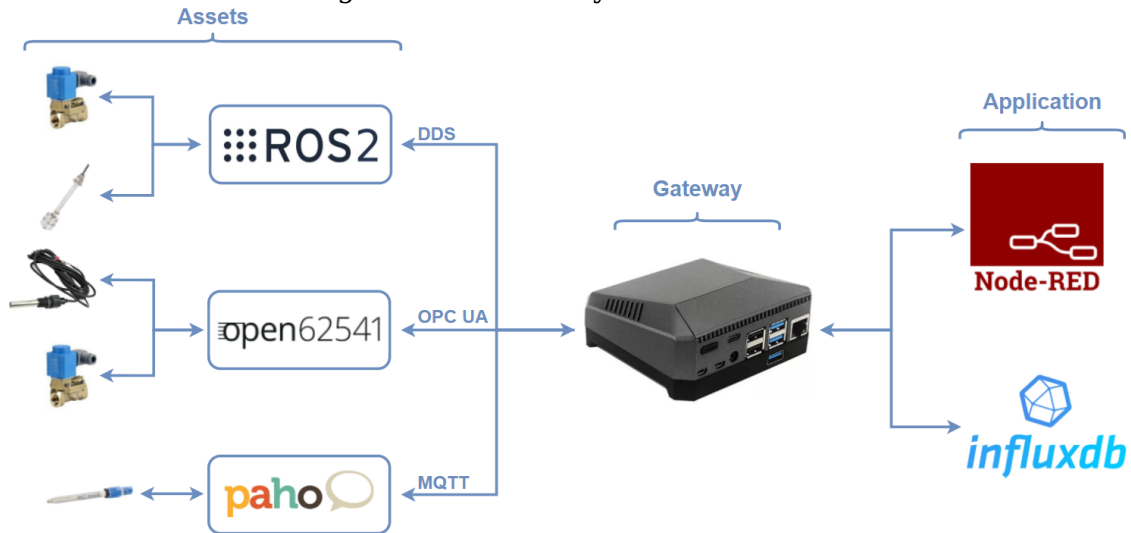 Assets
ROS2
DDS
open62541
OPC UA
paho
MQTT
Gateway
Application
Node-RED
influxdb